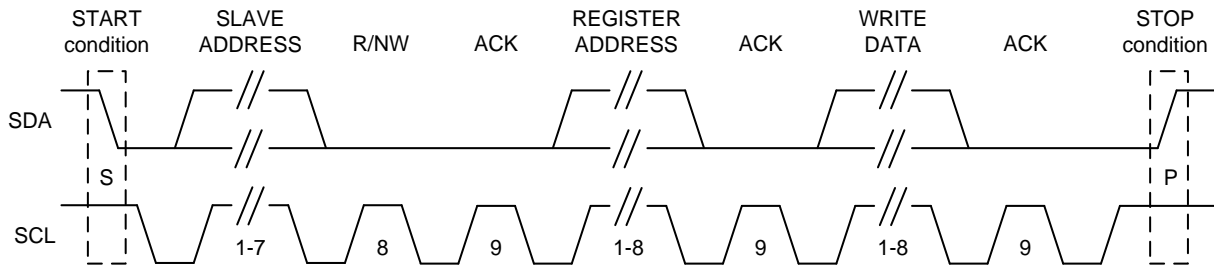 START
condition
SLAVE
ADDRESS
R/NW
ACK
REGISTER
ADDRESS
ACK
WRITE
DATA
ACK
STOP
condition
SDA
S
P
SCL
1-7
8
9
1-8
9
1-8
9